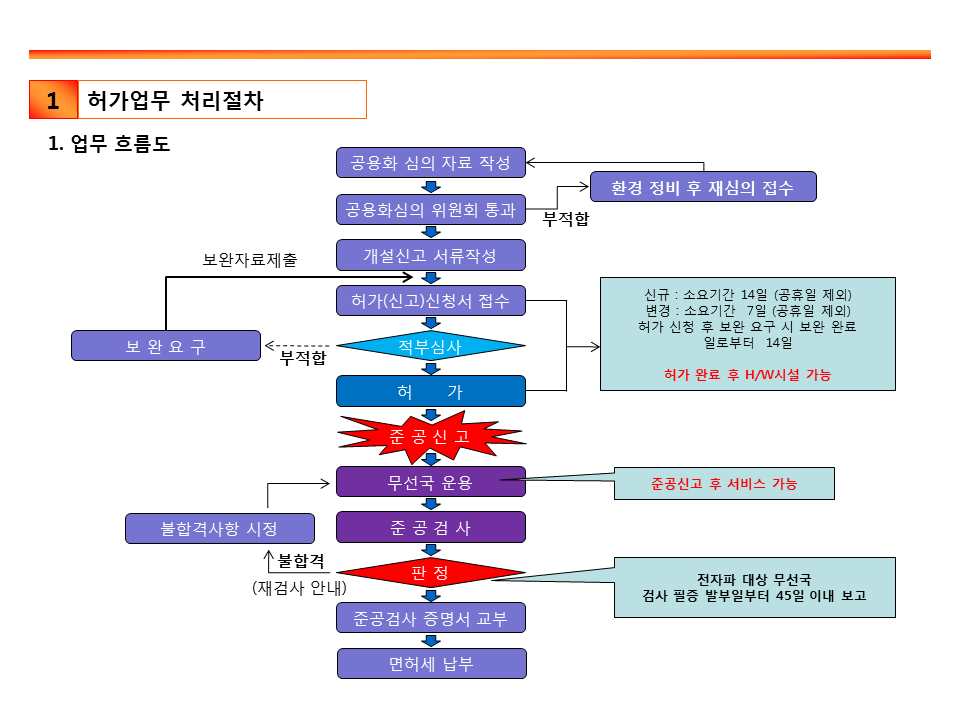 1 허가업무 처리절차
1. 업무 흐름도
공용화 심의 자료 작성
환경 정비 후 재심의 접수
공용화심의 위원회 통과
부적합
개설신고 서류작성
보완자료제출
허가(신고)신청서 접수
신규 : 소요기간 14일 (공휴일 제외)
변경 : 소요기간 7일 (공휴일 제외)
허가 신청 후 보완 요구 시 보완 완료
일로부터 14일
허가 완료 후 H/W시설 가능
보 완 요 구
부적합
적부심사
허 가
준 공 신 고
무선국 운용
준공신고 후 서비스 가능
불합격사항 시정
준 공 검 사
불합격
(재검사 안내)
판 정
전자파 대상 무선국
검사 필증 발부일부터 45일 이내 보고
준공검사 증명서 교부
면허세 납부